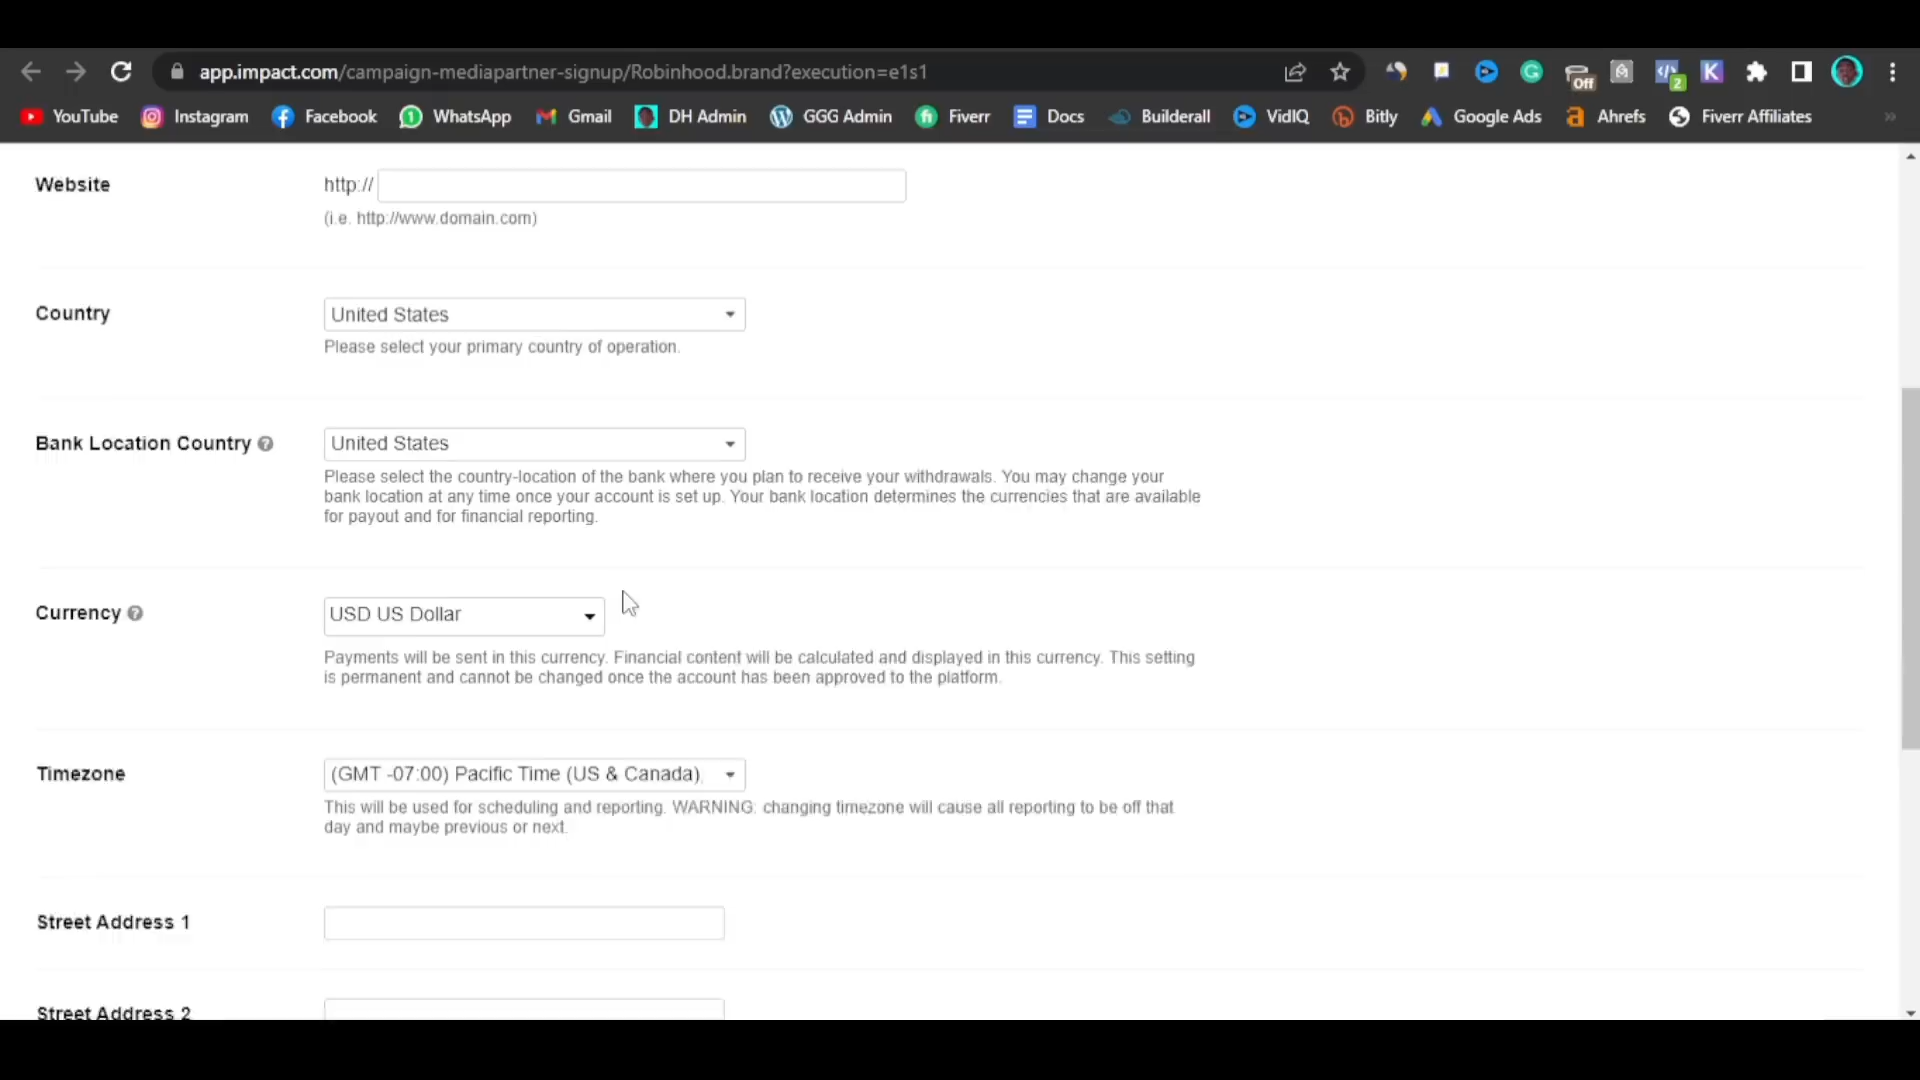 app.impact.com/campaign-mediapartner-signup/Robinhood.brand?execution=e1s1
Off
2
K
YouTube Instagram Facebook 1 WhatsApp Gmail DH Admin GGG Admin Fiverr Docs Builderall VidIQ Bitly Google Ads Ahrefs Fiverr Affiliates »
Website http://
(i.e. http://www.domain.com)
Country United States
Please select your primary country of operation.
Bank Location Country ? United States
Please select the country-location of the bank where you plan to receive your withdrawals. You may change your
bank location at any time once your account is set up. Your bank location determines the currencies that are available
for payout and for financial reporting.
Currency ? USD US Dollar
Payments will be sent in this currency. Financial content will be calculated and displayed in this currency. This setting
is permanent and cannot be changed once the account has been approved to the platform.
Timezone (GMT -07:00) Pacific Time (US & Canada),
This will be used for scheduling and reporting. WARNING: changing timezone will cause all reporting to be off that
day and maybe previous or next.
Street Address 1
Street Address 2